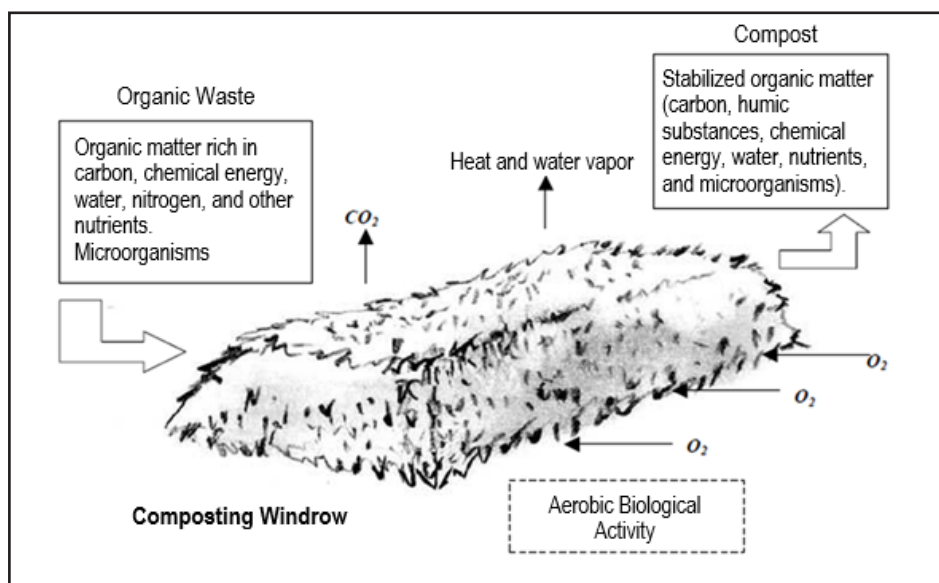 Organic Waste
Organic matter rich in
carbon, chemical energy,
water, nitrogen, and other
nutrients.
Microorganisms
CO₂
Heat and water vapor
Compost
Stabilized organic matter
(carbon, humic
substances, chemical
energy, water, nutrients,
and microorganisms).
O₂
O₂
O₂
Composting Windrow
Aerobic Biological
Activity